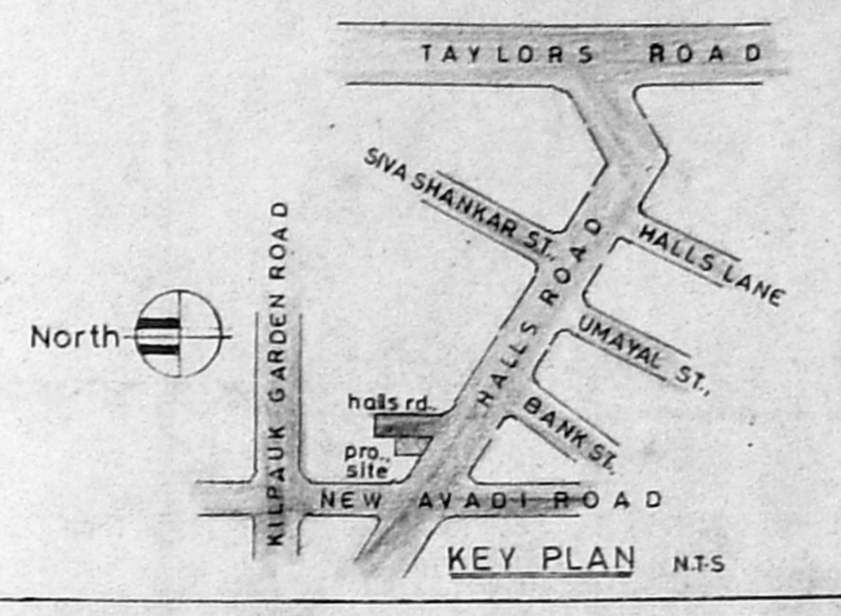 TAYLORS ROAD
SIVA SHANKAR ST.,
HALLS LANE
HALLS ROAD
UMAYAL ST.,
BANK ST.
KILPAUK GARDEN ROAD
North
halls rd.,
pro.,
site
NEW AVADI ROAD
KEY PLAN N.T-S